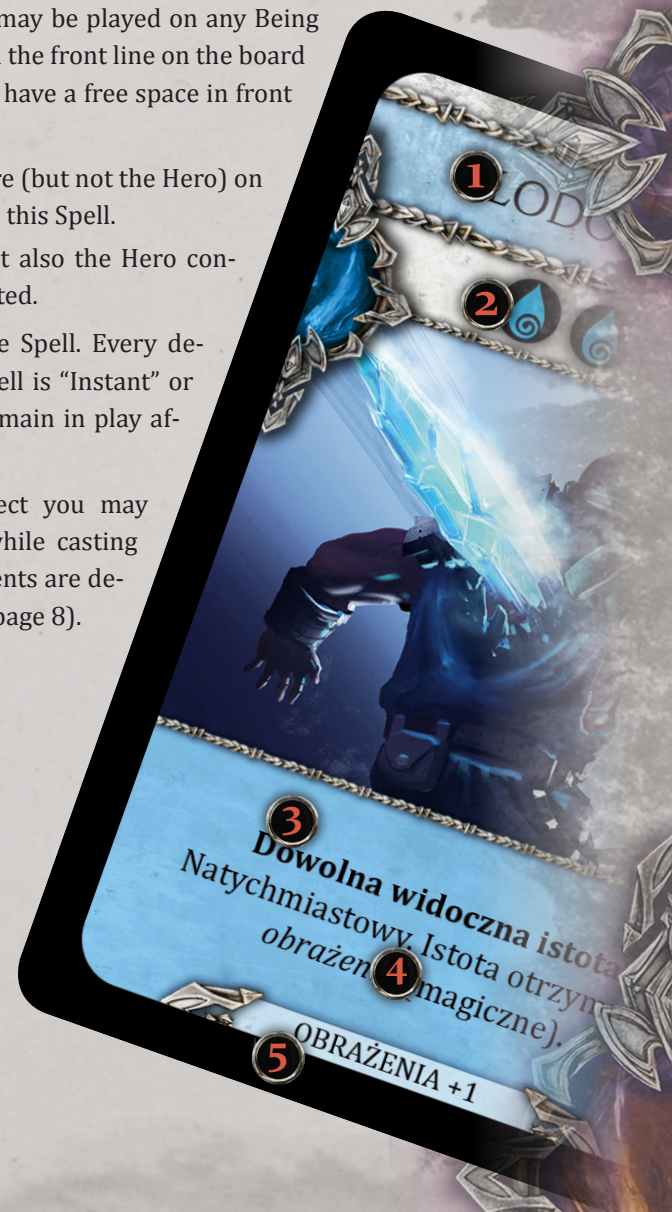 may be played on any Being
the front line on the board
have a free space in front
re (but not the Hero) on
this Spell.
t also the Hero con-
ted.
e Spell. Every de-
ell is “Instant” or
main in play af-
ect you may
while casting
ents are de-
page 8).
1
LODO
2
3
Dowolna widoczna istota
Natychmiastowy. Istota otrzym
4
obrażen magiczne).
5
OBRAŻENIA +1